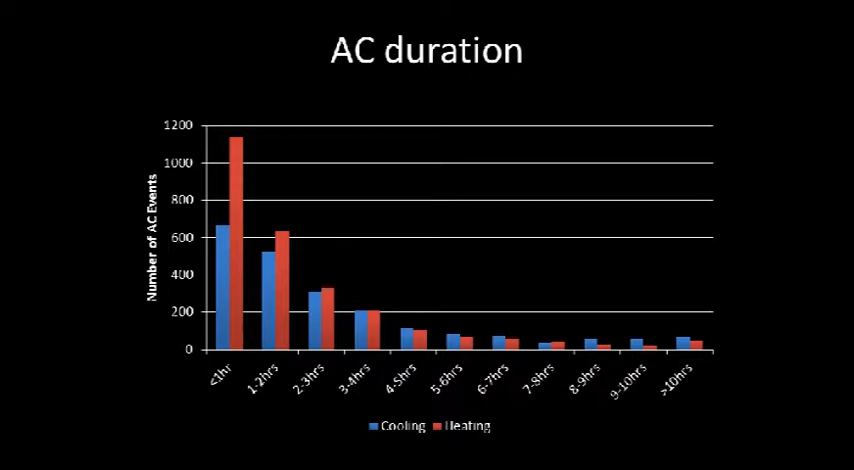 AC duration
1200
1000
800
600
400
200
0
Number of AC Events
<1hr
1-2hrs
2-3hrs
3-4hrs
4-5hrs
5-6hrs
6-7hrs
7-8hrs
8-9hrs
9-10hrs
>10hrs
Cooling Heating